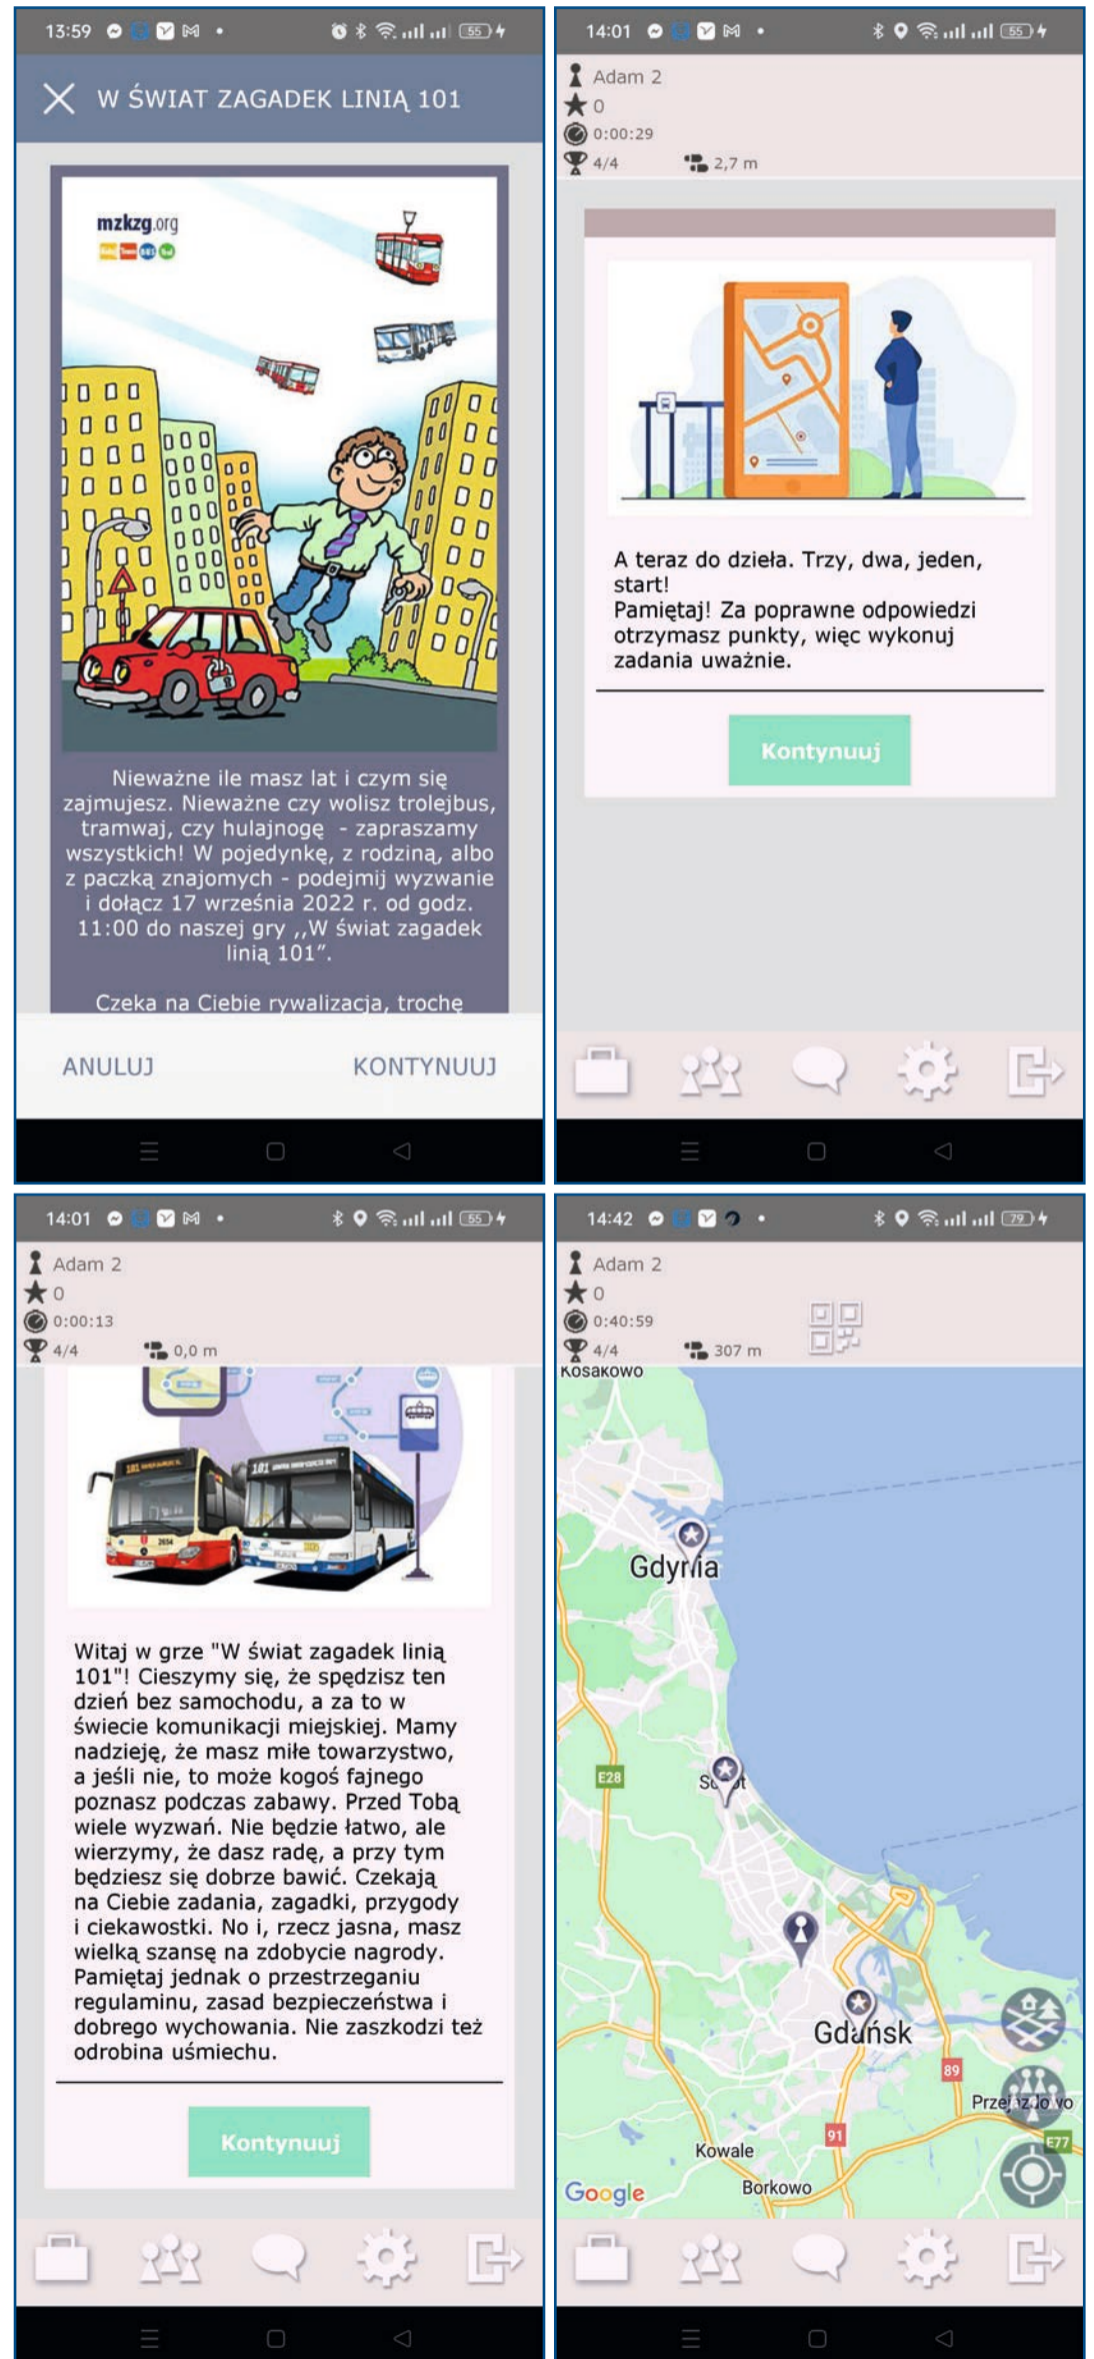 13:59
55
W ŚWIAT ZAGADEK LINIĄ 101
mzkzg.org
Nieważne ile masz lat i czym się
zajmujesz. Nieważne czy wolisz trolejbus,
tramwaj, czy hulajnogę - zapraszamy
wszystkich! W pojedynkę, z rodziną, albo
z paczką znajomych - podejmij wyzwanie
i dołącz 17 września 2022 r. od godz.
11:00 do naszej gry ,,W świat zagadek
linią 101”.
Czeka na Ciebie rywalizacja, trochę
ANULUJ
KONTYNUUJ
14:01
55
Adam 2
0
0:00:29
4/4
2,7 m
A teraz do dzieła. Trzy, dwa, jeden,
start!
Pamiętaj! Za poprawne odpowiedzi
otrzymasz punkty, więc wykonuj
zadania uważnie.
Kontynuuj
14:01
55
Adam 2
0
0:00:13
4/4
0,0 m
101
101
2654
Witaj w grze "W świat zagadek linią
101"! Cieszymy się, że spędzisz ten
dzień bez samochodu, a za to w
świecie komunikacji miejskiej. Mamy
nadzieję, że masz miłe towarzystwo,
a jeśli nie, to może kogoś fajnego
poznasz podczas zabawy. Przed Tobą
wiele wyzwań. Nie będzie łatwo, ale
wierzymy, że dasz radę, a przy tym
będziesz się dobrze bawić. Czekają
na Ciebie zadania, zagadki, przygody
i ciekawostki. No i, rzecz jasna, masz
wielką szansę na zdobycie nagrody.
Pamiętaj jednak o przestrzeganiu
regulaminu, zasad bezpieczeństwa i
dobrego wychowania. Nie zaszkodzi też
odrobina uśmiechu.
Kontynuuj
14:42
79
Adam 2
0
0:40:59
4/4
307 m
Kosakowo
Gdynia
E28
Sopot
Gdańsk
89
Przejazdowo
91
E77
Kowale
Borkowo
Google